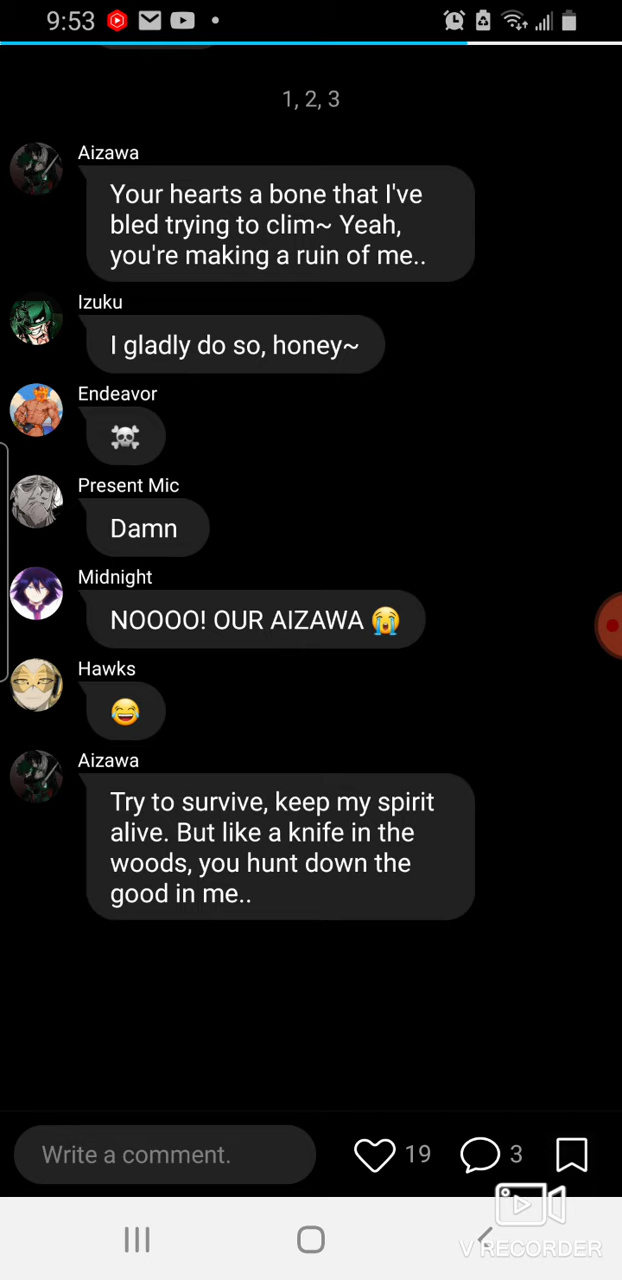 9:53
1, 2, 3
Aizawa
Your hearts a bone that I've
bled trying to clim~ Yeah,
you're making a ruin of me..
Izuku
I gladly do so, honey~
Endeavor
☠️
Present Mic
Damn
Midnight
NOOOO! OUR AIZAWA 😭
Hawks
😂
Aizawa
Try to survive, keep my spirit
alive. But like a knife in the
woods, you hunt down the
good in me..
Write a comment.
19
3
V RECORDER